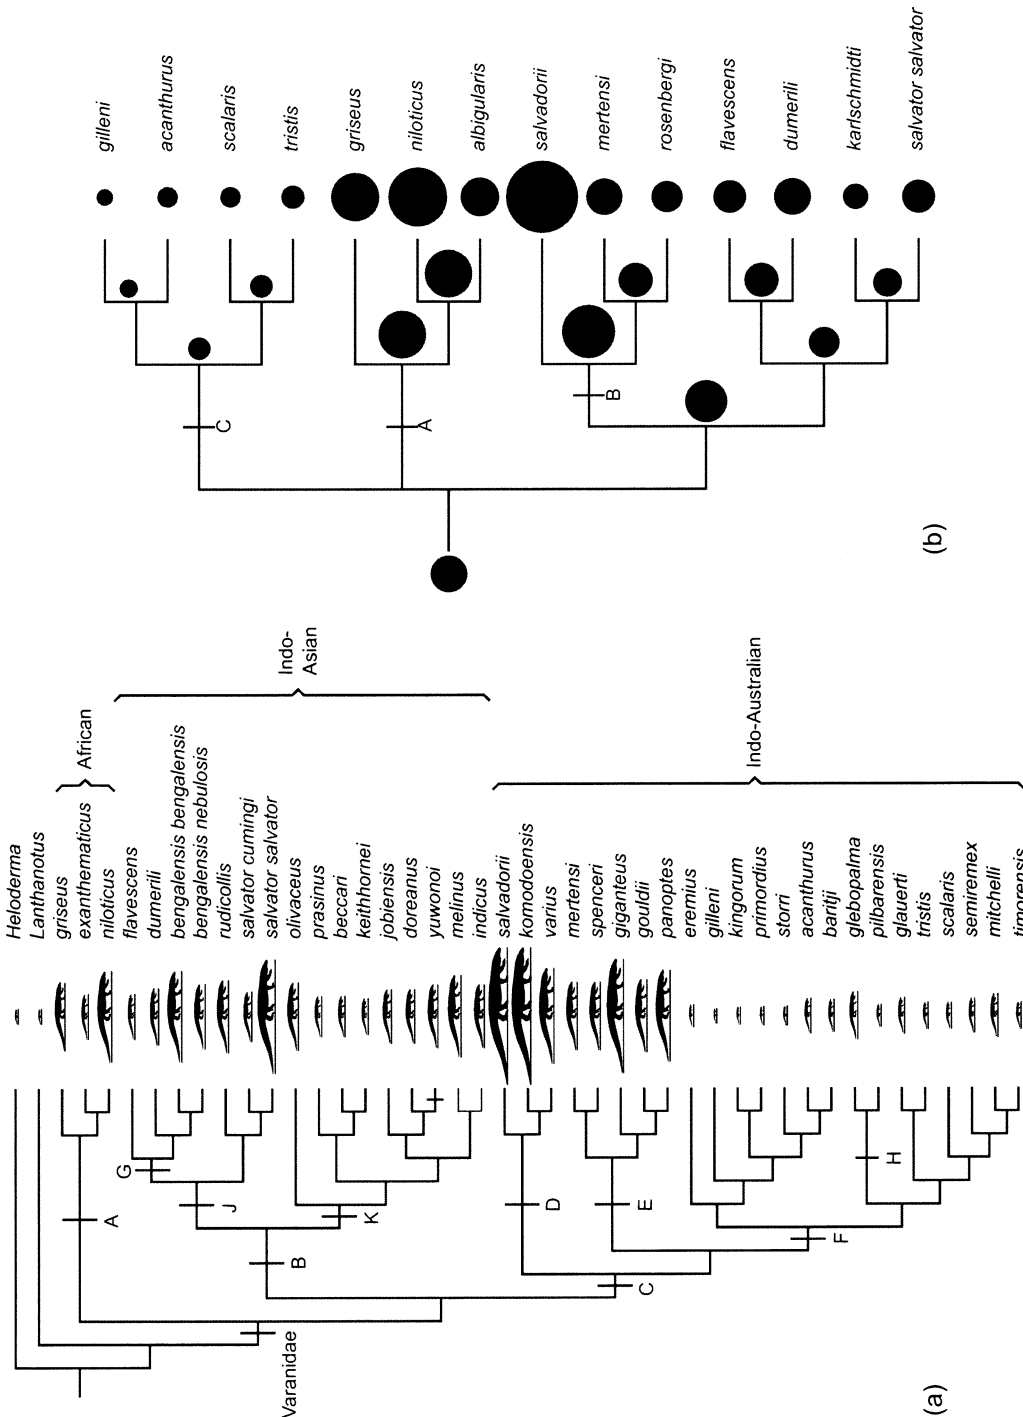 Heloderma
Lanthanotus
griseus
exanthematicus
niloticus
flavescens
dumerili
bengalensis bengalensis
bengalensis nebulosis
rudicollis
salvator cumingi
salvator salvator
olivaceus
prasinus
beccari
keithhornei
jobiensis
doreanus
yuwonoi
melinus
indicus
salvadorii
komodoensis
varius
mertensi
spenceri
giganteus
gouldii
panoptes
eremius
gilleni
kingorum
primordius
storri
acanthurus
baritji
glebopalma
pilbarensis
glauerti
tristis
scalaris
semiremex
mitchelli
timorensis
African
Indo-
Asian
Indo-Australian
Varanidae
A
B
C
D
E
F
G
H
J
K
(a)
gilleni
acanthurus
scalaris
tristis
griseus
niloticus
albigularis
salvadorii
mertensi
rosenbergi
flavescens
dumerili
karlschmidti
salvator salvator
C
A
B
(b)